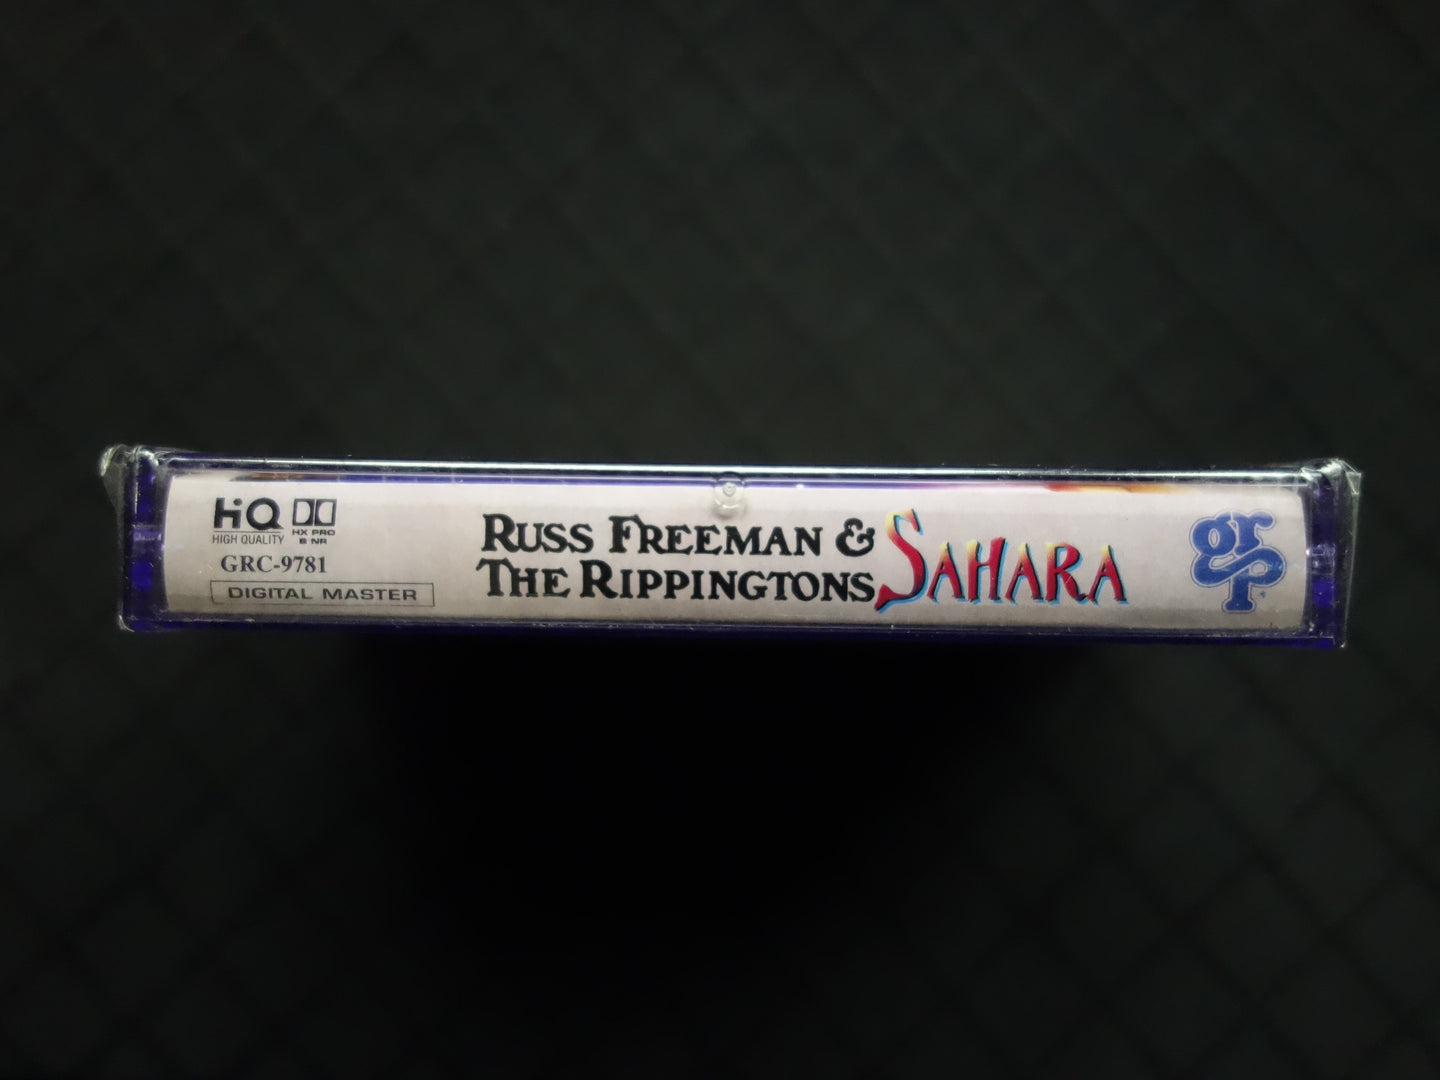 HiQ
HIGH QUALITY
HX PRO
B NR
GRC-9781
DIGITAL MASTER
RUSS FREEMAN &
THE RIPPINGTONS
SAHARA
grp